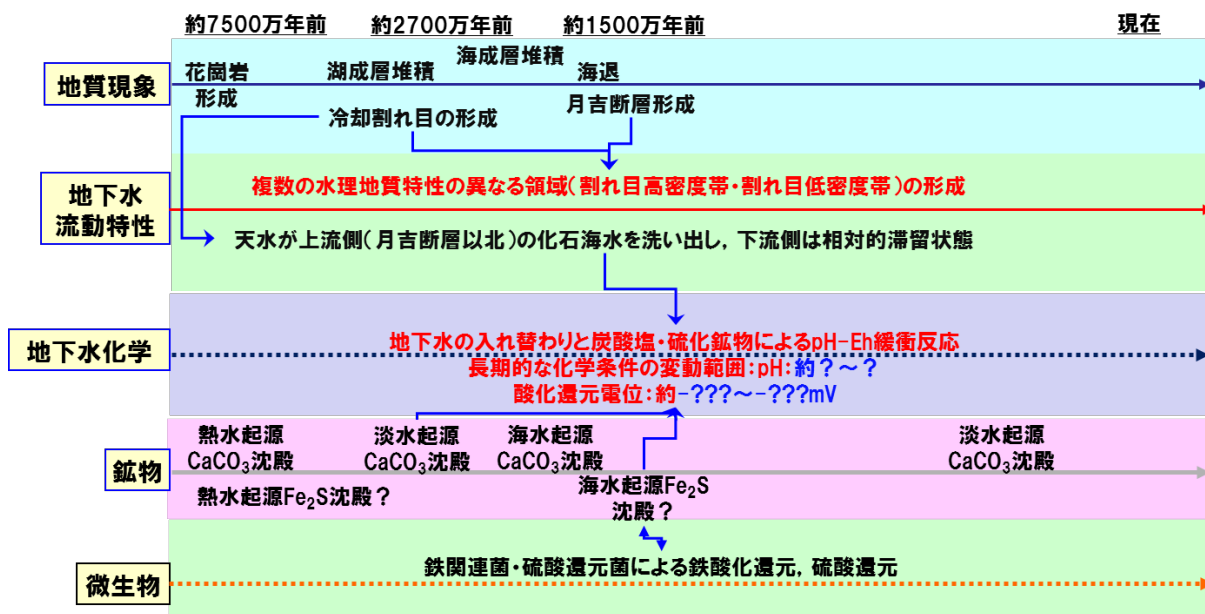 約7500万年前
約2700万年前
約1500万年前
現在
地質現象
花崗岩
形成
湖成層堆積
海成層堆積
海退
冷却割れ目の形成
月吉断層形成
地下水
流動特性
複数の水理地質特性の異なる領域(割れ目高密度帯・割れ目低密度帯)の形成
天水が上流側(月吉断層以北)の化石海水を洗い出し,下流側は相対的滞留状態
地下水化学
地下水の入れ替わりと炭酸塩・硫化鉱物によるpH-Eh緩衝反応
長期的な化学条件の変動範囲:pH:約?~?
酸化還元電位:約-???~-???mV
鉱物
熱水起源
CaCO₃沈殿
淡水起源
CaCO₃沈殿
海水起源
CaCO₃沈殿
淡水起源
CaCO₃沈殿
熱水起源Fe₂S沈殿?
海水起源Fe₂S
沈殿?
微生物
鉄関連菌・硫酸還元菌による鉄酸化還元,硫酸還元